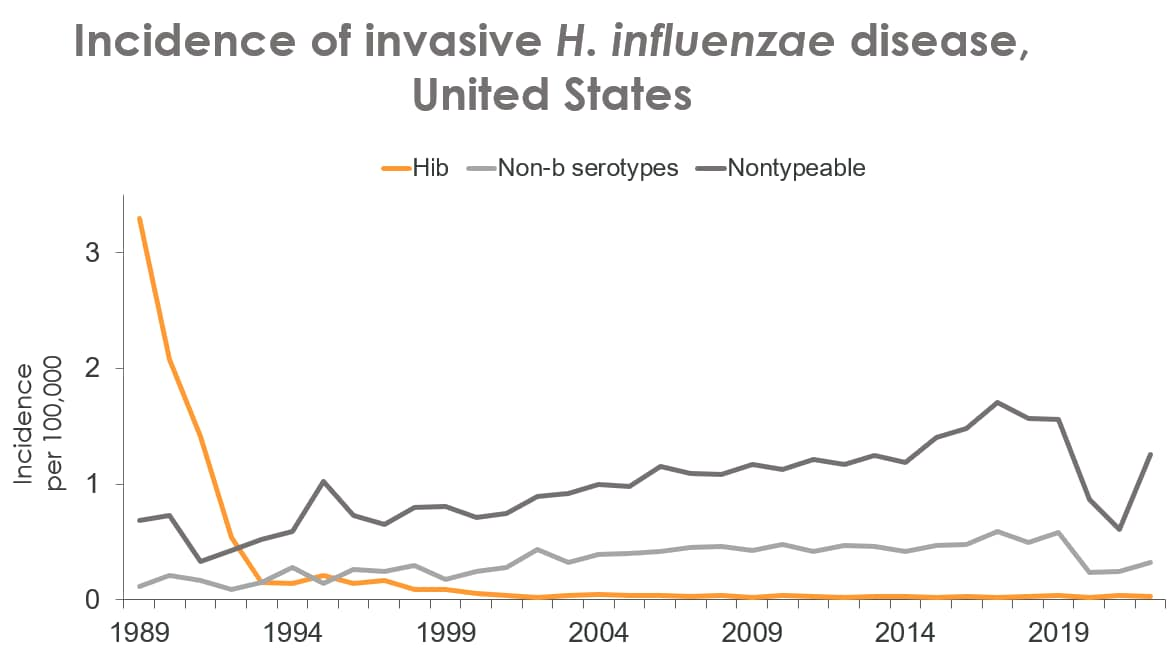 Incidence of invasive H. influenzae disease,
United States
Hib Non-b serotypes Nontypeable
Incidence
per 100,000
3
2
1
0
1989 1994 1999 2004 2009 2014 2019